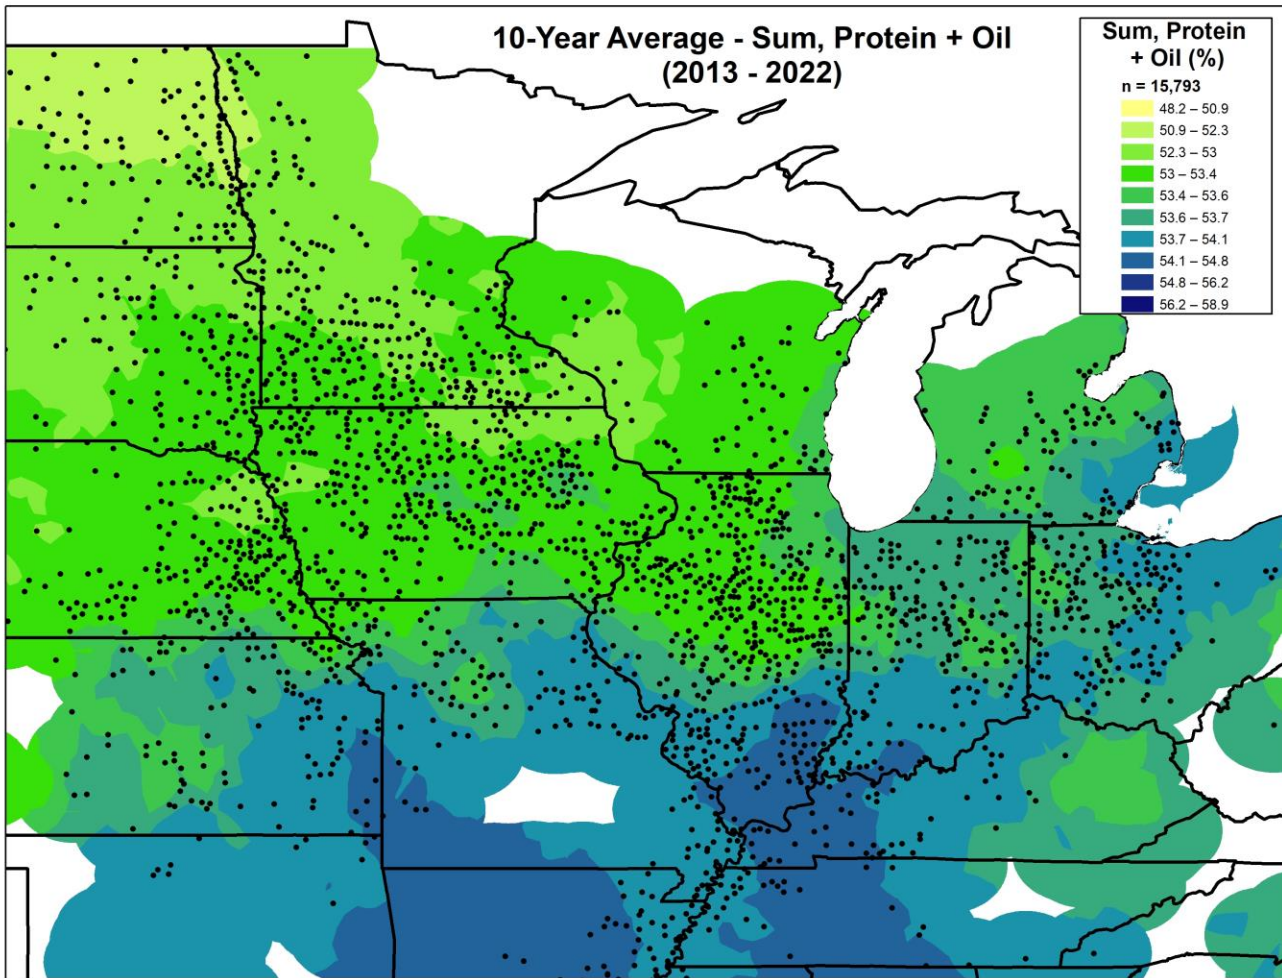 10-Year Average - Sum, Protein + Oil
(2013 - 2022)
Sum, Protein
+ Oil (%)
n = 15,793
48.2 – 50.9
50.9 – 52.3
52.3 – 53
53 – 53.4
53.4 – 53.6
53.6 – 53.7
53.7 – 54.1
54.1 – 54.8
54.8 – 56.2
56.2 – 58.9